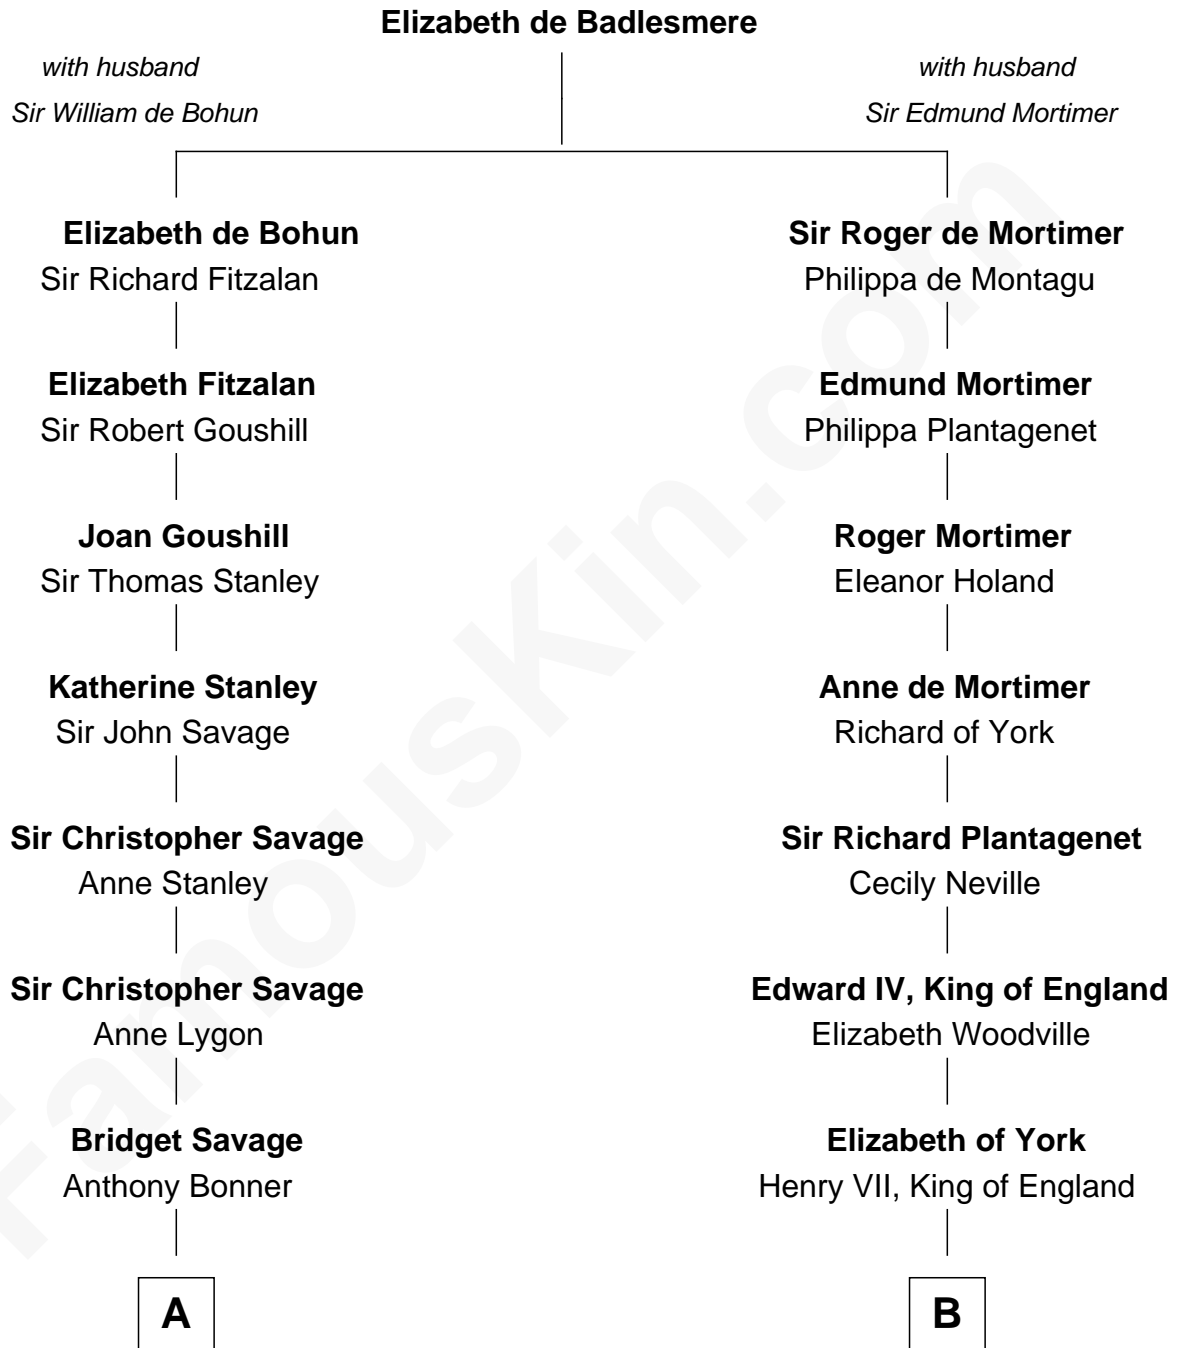 Elizabeth de Badlesmere
with husband
Sir William de Bohun
with husband
Sir Edmund Mortimer
Elizabeth de Bohun
Sir Richard Fitzalan
Elizabeth Fitzalan
Sir Robert Goushill
Joan Goushill
Sir Thomas Stanley
Katherine Stanley
Sir John Savage
Sir Christopher Savage
Anne Stanley
Sir Christopher Savage
Anne Lygon
Bridget Savage
Anthony Bonner
A
Sir Roger de Mortimer
Philippa de Montagu
Edmund Mortimer
Philippa Plantagenet
Roger Mortimer
Eleanor Holand
Anne de Mortimer
Richard of York
Sir Richard Plantagenet
Cecily Neville
Edward IV, King of England
Elizabeth Woodville
Elizabeth of York
Henry VII, King of England
B
FamousKin.com